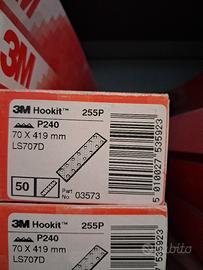 3M Hookit™ 255P
P240
70 X 419 mm
LS707D
50
Part No 03573
5 010027 535923
3M Hookit™ 255P
P240
70 X 419 mm
LS707D
subito